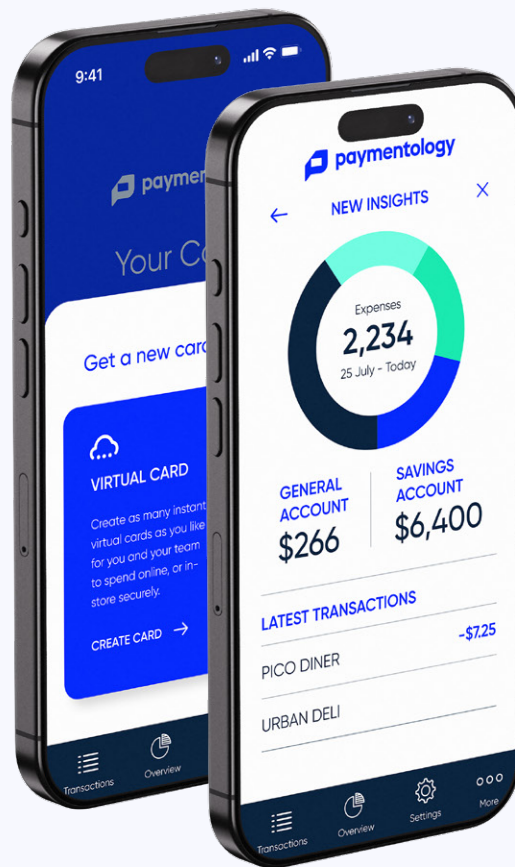 9:41
Your
Get a new
VIRTUAL CARD
Create as many instant
virtual cards as you like
for you and your team
to spend online, or in-
store securely.
CREATE CARD →
Transactions
Overview
paymentology
← NEW INSIGHTS ×
Expenses
2,234
25 July - Today
GENERAL
ACCOUNT
$266
SAVINGS
ACCOUNT
$6,400
LATEST TRANSACTIONS
PICO DINER -$7.25
URBAN DELI
Transactions
Overview
Settings
More